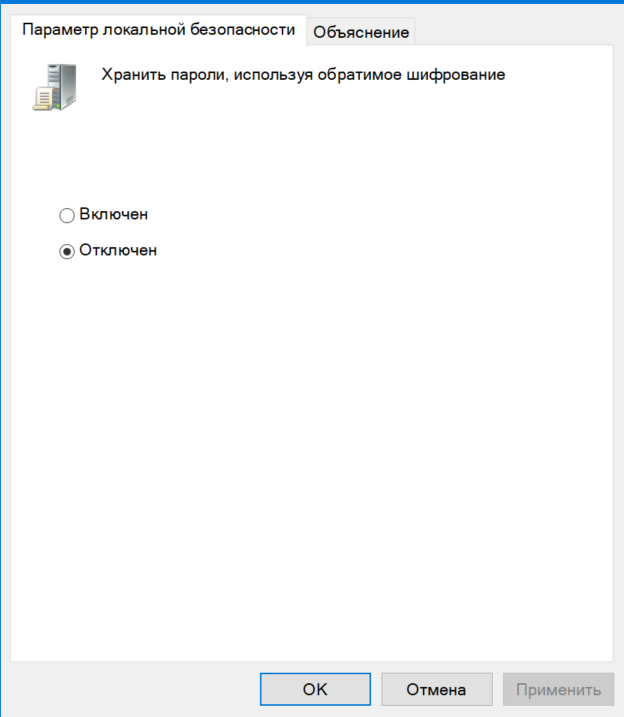 Параметр локальной безопасности
Объяснение
Хранить пароли, используя обратимое шифрование
Включен
Отключен
OK
Отмена
Применить